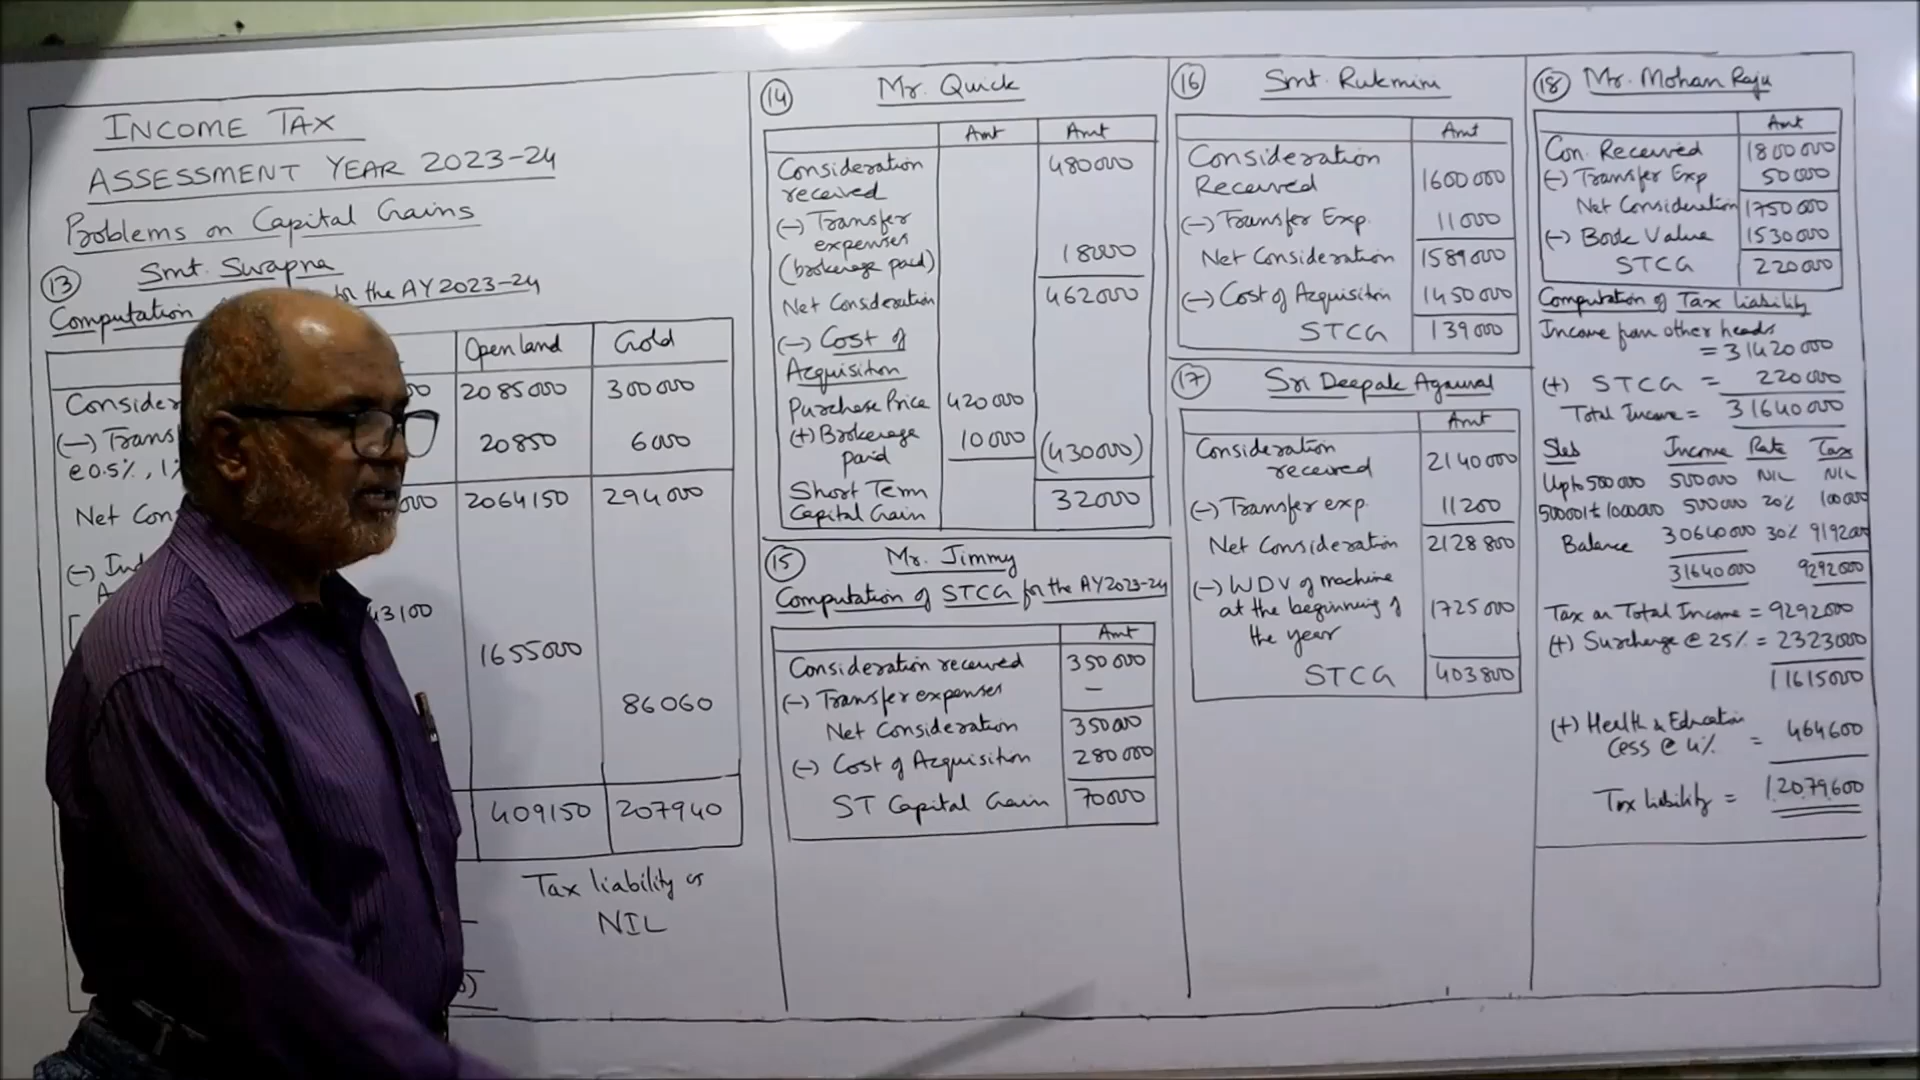 INCOME TAX
ASSESSMENT YEAR 2023-24
Problems on Capital Gains
13 Smt. Swapna
Computation for the AY 2023-24
Open land Gold
2085000 300000
(-) 20850 6000
@ 0.5%, 1%
Net 2064150 294000
(-)
43100
1655000
86060
409150 207940
Tax liability is
NIL
14 Mr. Quick
Amt Amt
Consideration 480000
received
(-) Transfer
expenses
(brokerage paid) 18000
Net Consideration 462000
(-) Cost of
Acquisition
Purchase Price 420000
(+) Brokerage 10000 (430000)
paid
Short Term 32000
Capital Gain
15 Mr. Jimmy
Computation of STCG for the AY 2023-24
Amt
Consideration received 350000
(-) Transfer expenses –
Net Consideration 350000
(-) Cost of Acquisition 280000
ST Capital Gain 70000
16 Smt. Rukmini
Amt
Consideration
Received 1600000
(-) Transfer Exp. 11000
Net Consideration 1589000
(-) Cost of Acquisition 1450000
STCG 139000
17 Sri Deepak Agarwal
Amt
Consideration
received 2140000
(-) Transfer exp. 11200
Net Consideration 2128800
(-) WDV of machine
at the beginning of 1725000
the year
STCG 403800
18 Mr. Mohan Raju
Amt
Con. Received 1800000
(-) Transfer Exp 50000
Net Consideration 1750000
(-) Book Value 1530000
STCG 220000
Computation of Tax liability
Income from other heads
= 31420000
(+) STCG = 220000
Total Income = 31640000
Slab Income Rate Tax
Upto 500000 500000 NIL NIL
500001 to 1000000 500000 20% 100000
Balance 30640000 30% 9192000
31640000 9292000
Tax on Total Income = 9292000
(+) Surcharge @ 25% = 2323000
11615000
(+) Health & Education
Cess @ 4% = 464600
Tax liability = 12079600